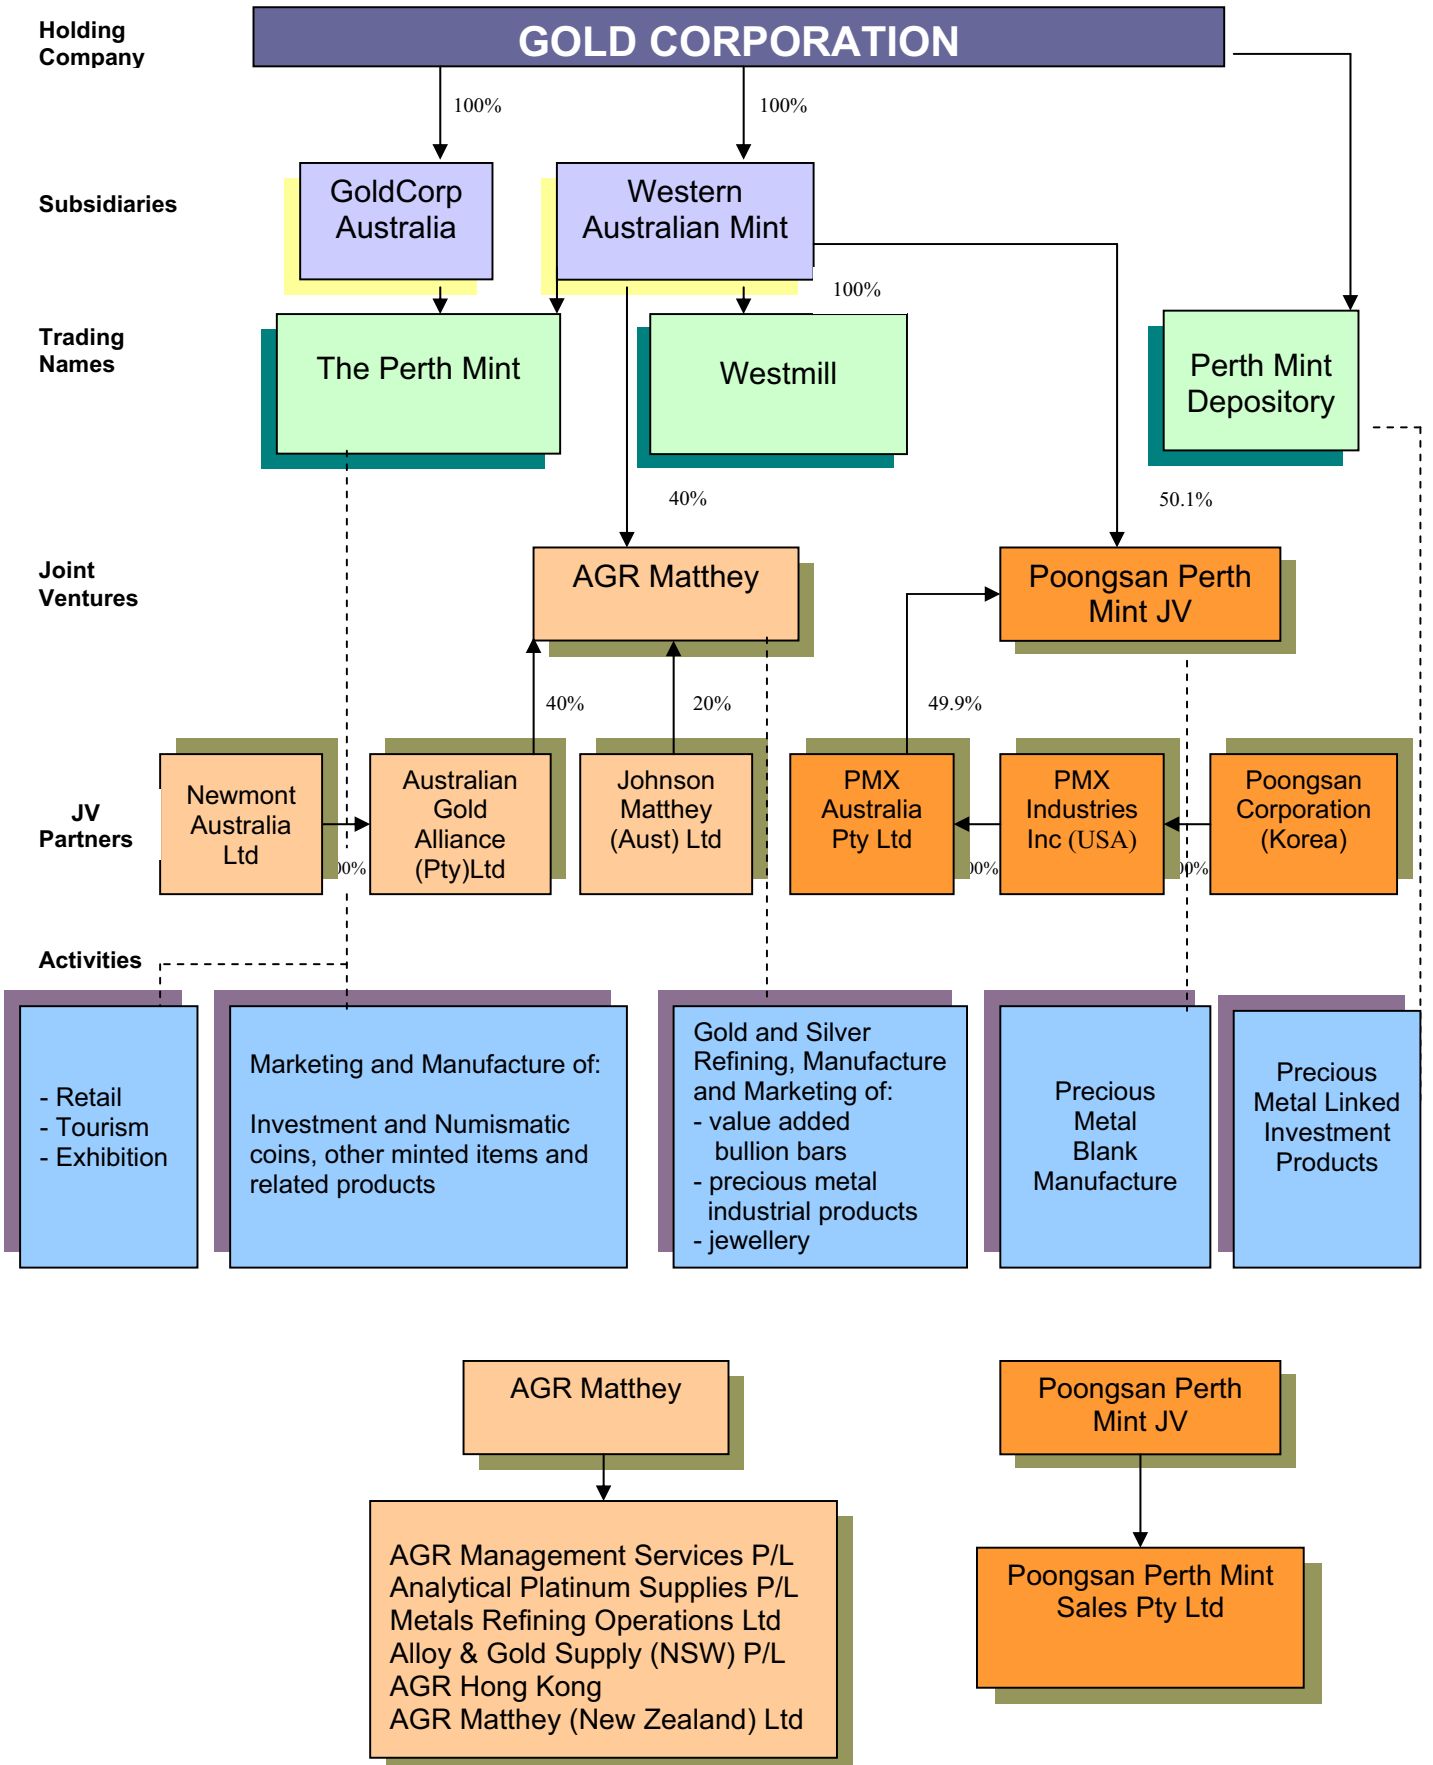 Holding
Company
GOLD CORPORATION
100%
100%
Subsidiaries
GoldCorp
Australia
Western
Australian Mint
100%
Trading
Names
The Perth Mint
Westmill
Perth Mint
Depository
40%
50.1%
Joint
Ventures
AGR Matthey
Poongsan Perth
Mint JV
40%
20%
49.9%
JV
Partners
Newmont
Australia
Ltd
Australian
Gold
Alliance
(Pty)Ltd
Johnson
Matthey
(Aust) Ltd
PMX
Australia
Pty Ltd
PMX
Industries
Inc (USA)
Poongsan
Corporation
(Korea)
Activities
- Retail
- Tourism
- Exhibition
Marketing and Manufacture of:
Investment and Numismatic
coins, other minted items and
related products
Gold and Silver
Refining, Manufacture
and Marketing of:
- value added
bullion bars
- precious metal
industrial products
- jewellery
Precious
Metal
Blank
Manufacture
Precious
Metal Linked
Investment
Products
AGR Matthey
Poongsan Perth
Mint JV
AGR Management Services P/L
Analytical Platinum Supplies P/L
Metals Refining Operations Ltd
Alloy & Gold Supply (NSW) P/L
AGR Hong Kong
AGR Matthey (New Zealand) Ltd
Poongsan Perth Mint
Sales Pty Ltd